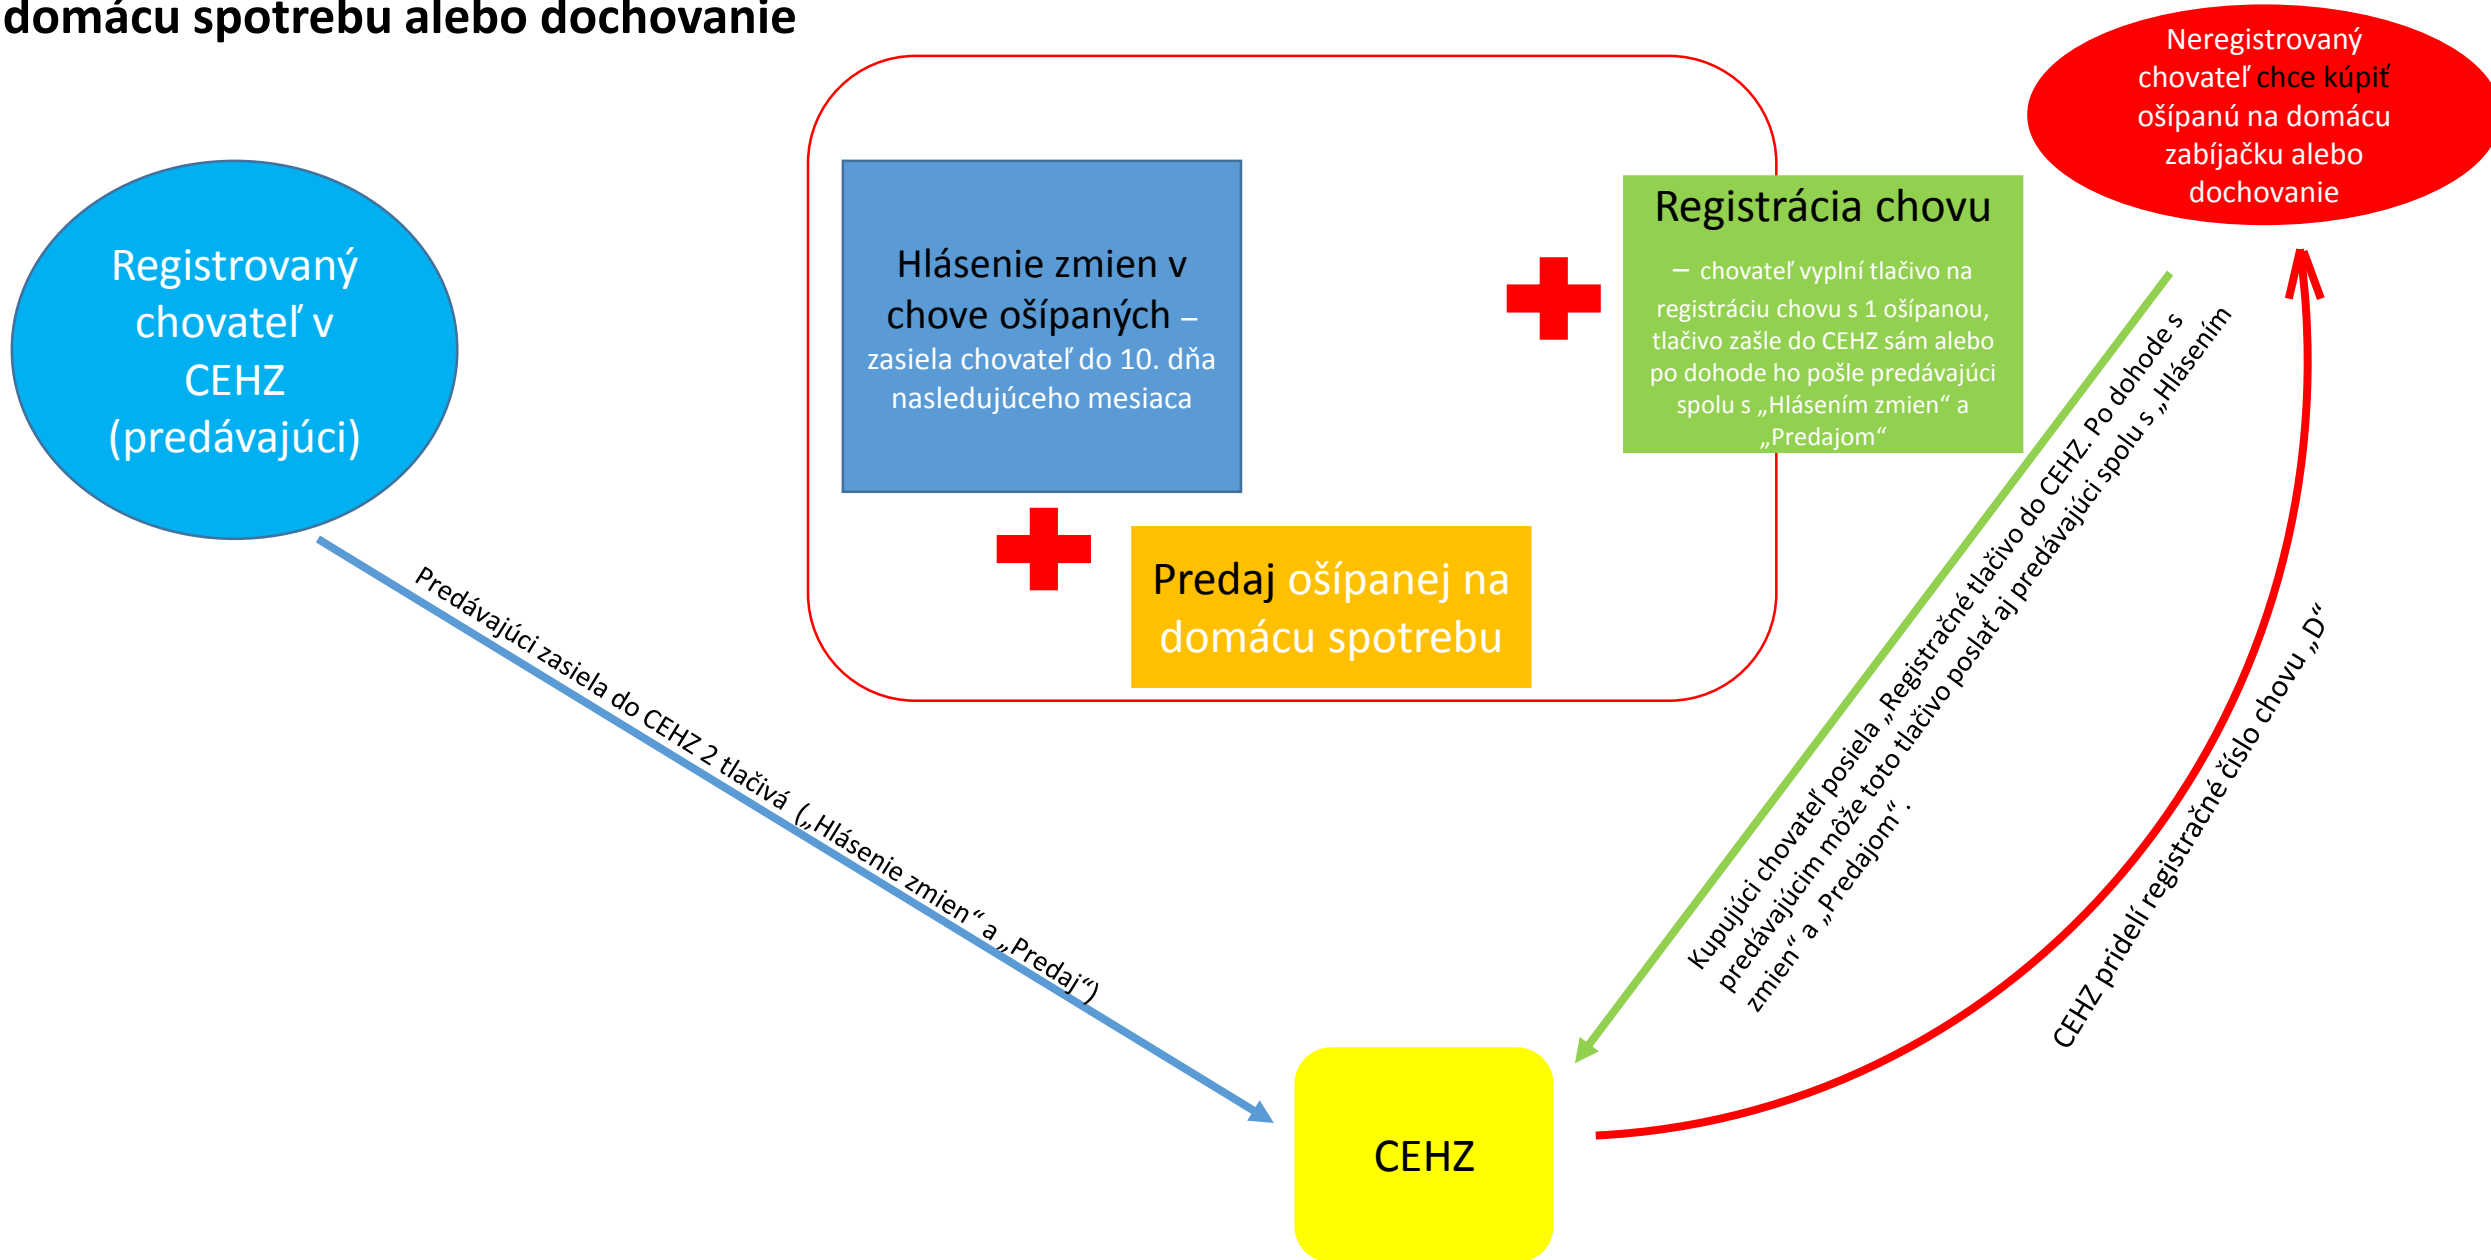 domácu spotrebu alebo dochovanie
Neregistrovaný
chovateľ chce kúpiť
ošípanú na domácu
zabíjačku alebo
dochovanie
Registrovaný
chovateľ v
CEHZ
(predávajúci)
Hlásenie zmien v
chove ošípaných –
zasiela chovateľ do 10. dňa
nasledujúceho mesiaca
Registrácia chovu
– chovateľ vyplní tlačivo na
registráciu chovu s 1 ošípanou,
tlačivo zašle do CEHZ sám alebo
po dohode ho pošle predávajúci
spolu s „Hlásením zmien“ a
„Predajom“
Predaj ošípanej na
domácu spotrebu
Predávajúci zasiela do CEHZ 2 tlačivá („Hlásenie zmien“ a „Predaj“)
Kupujúci chovateľ posiela „Registračné tlačivo do CEHZ. Po dohode s
predávajúcim môže toto tlačivo poslať aj predávajúci spolu s „Hlásením
zmien“ a „Predajom“.
CEHZ pridelí registračné číslo chovu „D“
CEHZ